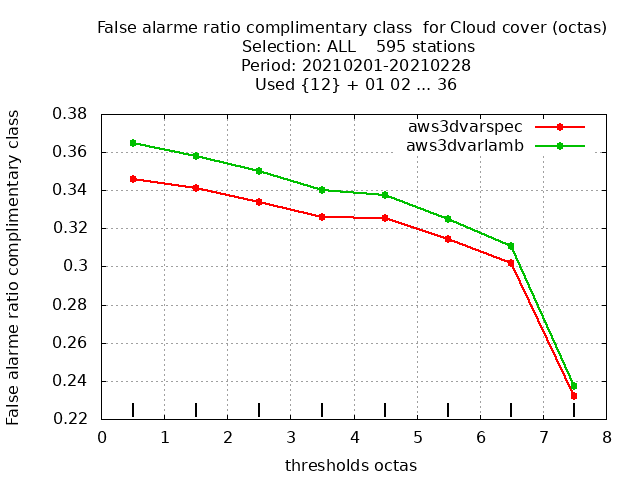 False alarme ratio complimentary class  for Cloud cover (octas)
Selection: ALL    595 stations
Period: 20210201-20210228
Used {12} + 01 02 ... 36
False alarme ratio complimentary class
0.38
0.36
0.34
0.32
0.3
0.28
0.26
0.24
0.22
aws3dvarspec
aws3dvarlamb
0 1 2 3 4 5 6 7 8
thresholds octas